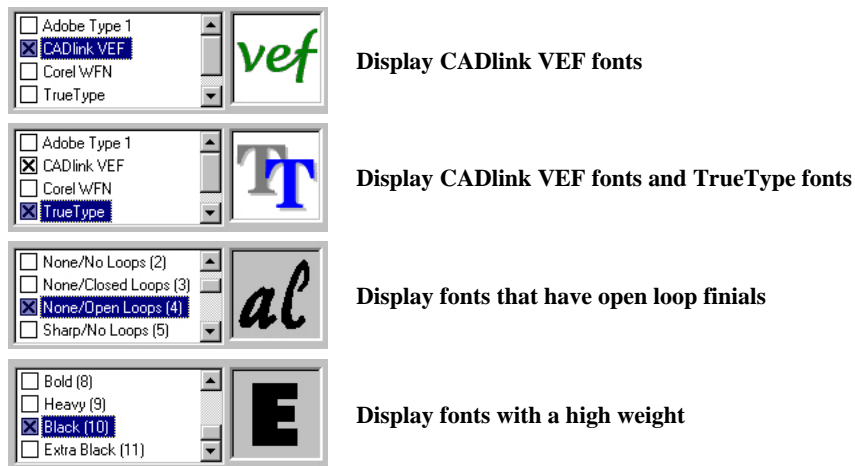 Adobe Type 1
CADlink VEF
Corel WFN
TrueType
vef
Display CADlink VEF fonts
Adobe Type 1
CADlink VEF
Corel WFN
TrueType
TT
Display CADlink VEF fonts and TrueType fonts
None/No Loops (2)
None/Closed Loops (3)
None/Open Loops (4)
Sharp/No Loops (5)
al
Display fonts that have open loop finials
Bold (8)
Heavy (9)
Black (10)
Extra Black (11)
E
Display fonts with a high weight